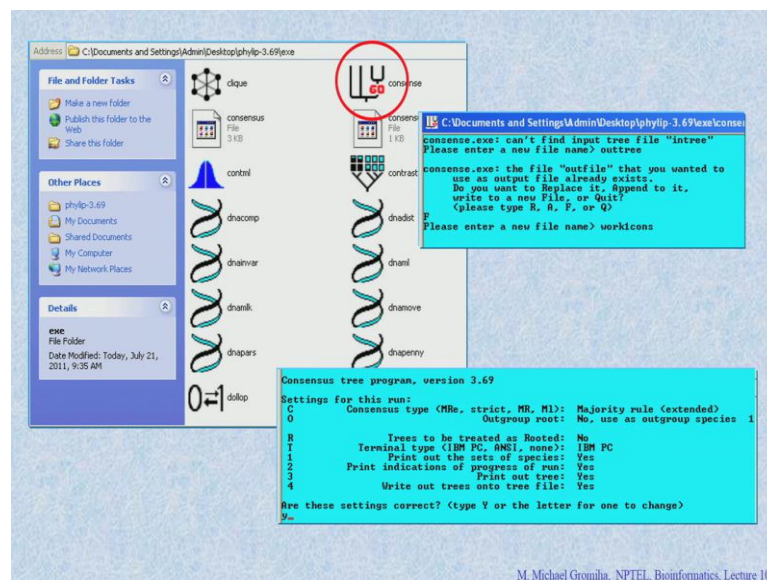 Address C:\Documents and Settings\Admin\Desktop\phylip-3.69\exe
File and Folder Tasks
Make a new folder
Publish this folder to the
Web
Share this folder
Other Places
phylip-3.69
My Documents
Shared Documents
My Computer
My Network Places
Details
exe
File Folder
Date Modified: Today, July 21,
2011, 9:35 AM
clique
GO
consense
consensus
File
3 KB
File
1 KB
contml
contrast
dnacomp
dnadist
dnainvar
dnaml
dnamlk
dnamove
dnapars
dnapenny
dollop
C:\Documents and Settings\Admin\Desktop\phylip-3.69\exe\conser
consense.exe: can't find input tree file "intree"
Please enter a new file name> outtree
consense.exe: the file "outfile" that you wanted to
use as output file already exists.
Do you want to Replace it, Append to it,
write to a new File, or Quit?
(please type R, A, F, or Q)
F
Please enter a new file name> work1cons
Consensus tree program, version 3.69
Settings for this run:
C Consensus type (MRe, strict, MR, Ml): Majority rule (extended)
O Outgroup root: No, use as outgroup species 1
R Trees to be treated as Rooted: No
T Terminal type (IBM PC, ANSI, none): IBM PC
1 Print out the sets of species: Yes
2 Print indications of progress of run: Yes
3 Print out tree: Yes
4 Write out trees onto tree file: Yes
Are these settings correct? (type Y or the letter for one to change)
y_
M. Michael Gromiha, NPTEL, Bioinformatics, Lecture